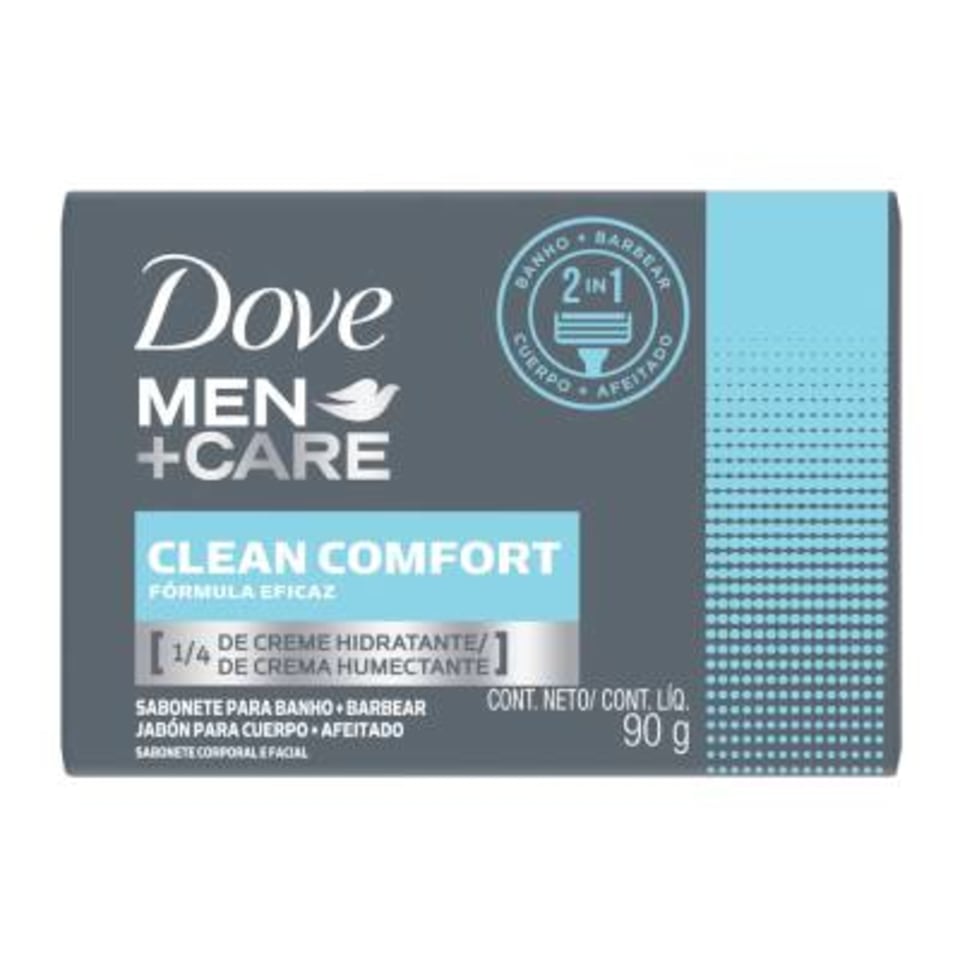 Dove
MEN
+CARE
BANHO + BARBEAR
2 IN 1
CUERPO + AFEITADO
CLEAN COMFORT
FÓRMULA EFICAZ
[1/4 DE CREME HIDRATANTE/
DE CREMA HUMECTANTE]
SABONETE PARA BANHO + BARBEAR
JABÓN PARA CUERPO + AFEITADO
SABONETE CORPORAL E FACIAL
CONT. NETO/ CONT. LÍQ.
90 g